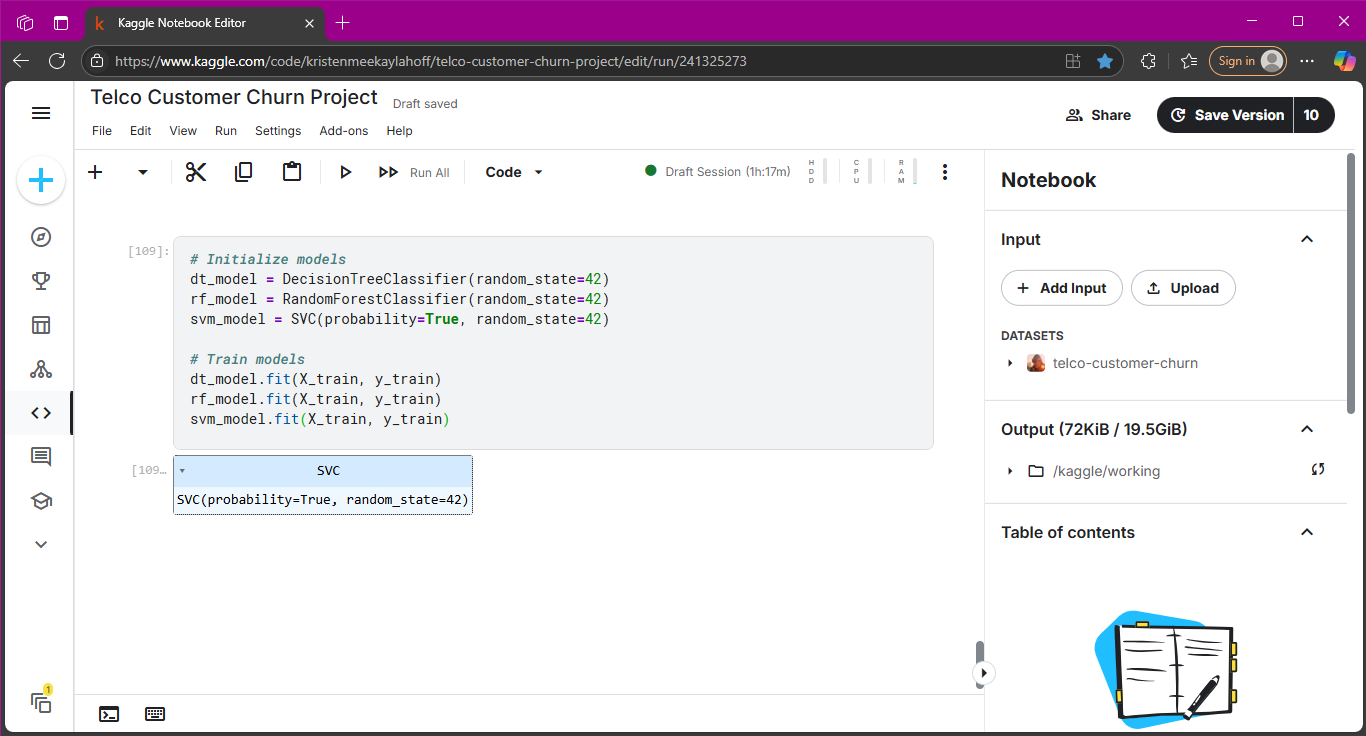 Kaggle Notebook Editor
https://www.kaggle.com/code/kristenmeekaylahoff/telco-customer-churn-project/edit/run/241325273
Sign in
Telco Customer Churn Project
Draft saved
File Edit View Run Settings Add-ons Help
Share
Save Version
10
Run All
Code
Draft Session (1h:17m)
HDD
CPU
RAM
[109]:
# Initialize models
dt_model = DecisionTreeClassifier(random_state=42)
rf_model = RandomForestClassifier(random_state=42)
svm_model = SVC(probability=True, random_state=42)
# Train models
dt_model.fit(X_train, y_train)
rf_model.fit(X_train, y_train)
svm_model.fit(X_train, y_train)
[109…
SVC
SVC(probability=True, random_state=42)
Notebook
Input
Add Input
Upload
DATASETS
telco-customer-churn
Output (72KiB / 19.5GiB)
/kaggle/working
Table of contents
1